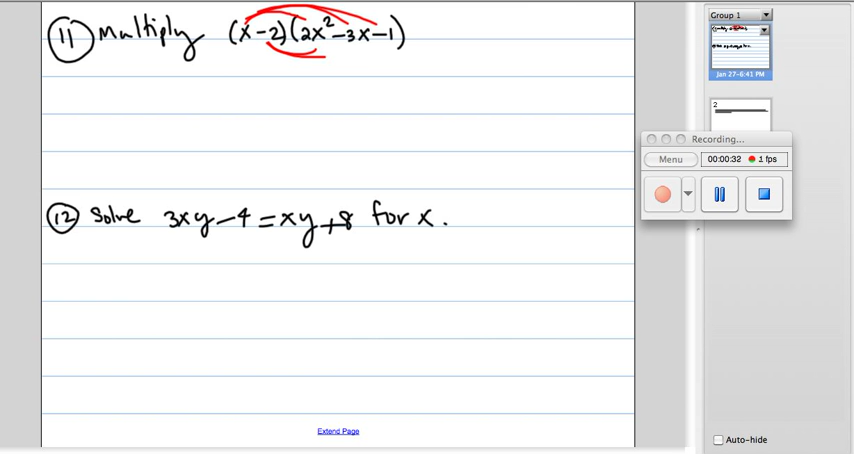 (11) Multiply (x-2)(2x²-3x-1)
(12) Solve 3xy-4=xy+8 for x.
Extend Page
Group 1
Jan 27-6:41 PM
2
Recording...
Menu
00:00:32
1 fps
Auto-hide